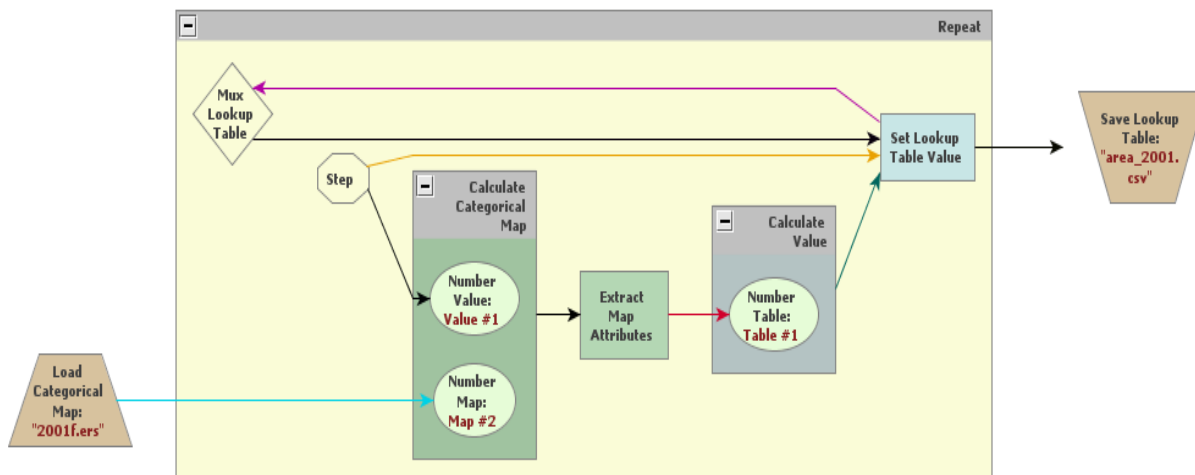 Repeat
Mux
Lookup
Table
Step
Set Lookup
Table Value
Save Lookup
Table:
"area_2001.
csv"
Calculate
Categorical
Map
Number
Value:
Value #1
Number
Map:
Map #2
Extract
Map
Attributes
Calculate
Value
Number
Table:
Table #1
Load
Categorical
Map:
"2001f.ers"